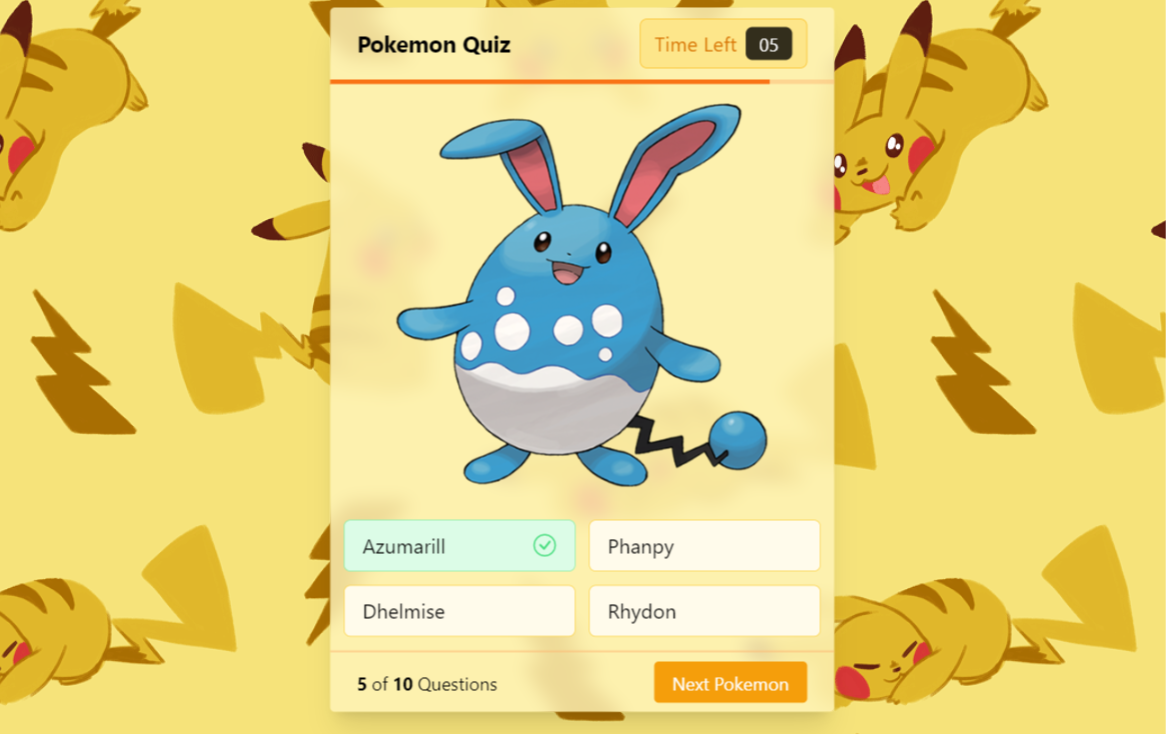 Pokemon Quiz
Time Left 05
Azumarill
Phanpy
Dhelmise
Rhydon
5 of 10 Questions
Next Pokemon